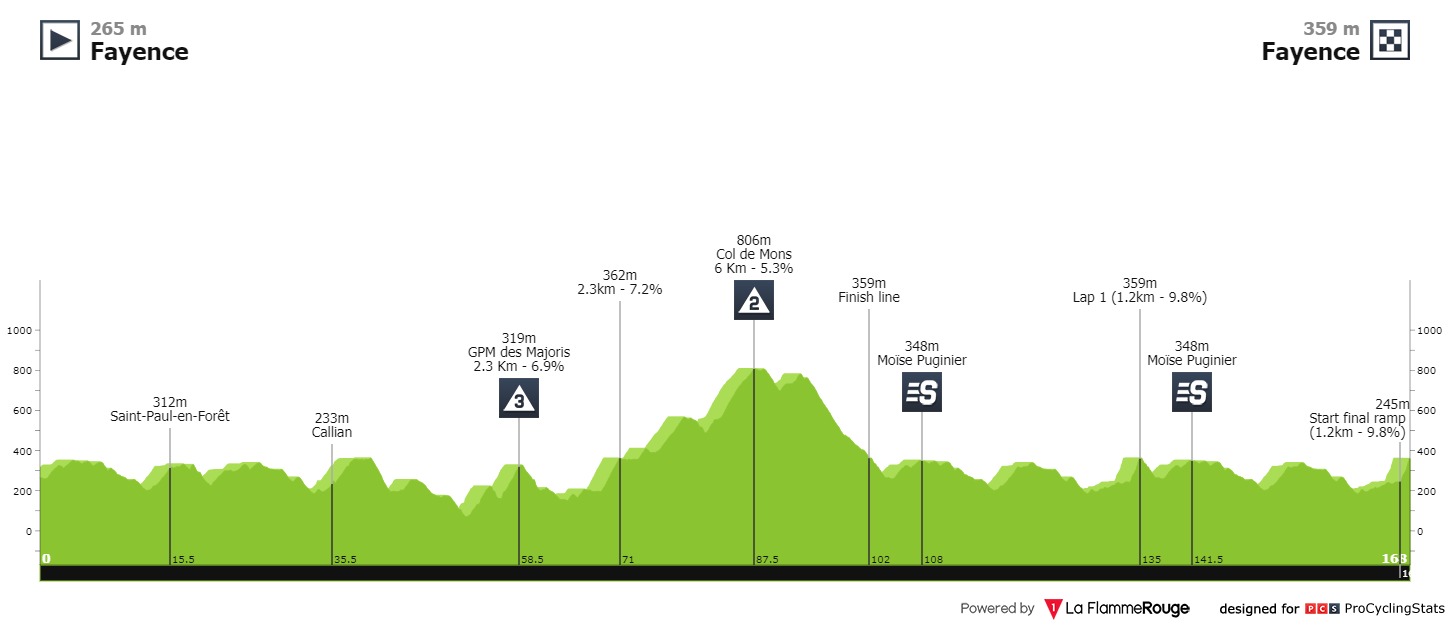 265 m
Fayence
359 m
Fayence
806m
Col de Mons
6 Km - 5.3%
2
362m
2.3km - 7.2%
359m
Finish line
359m
Lap 1 (1.2km - 9.8%)
319m
GPM des Majoris
2.3 Km - 6.9%
3
348m
Moïse Puginier
S
348m
Moïse Puginier
S
312m
Saint-Paul-en-Forêt
233m
Callian
245m
Start final ramp
(1.2km - 9.8%)
1000
800
600
400
200
0
1000
800
600
400
200
0
0
15.5
35.5
58.5
71
87.5
102
108
135
141.5
168
Powered by La FlammeRouge
designed for PCS ProCyclingStats